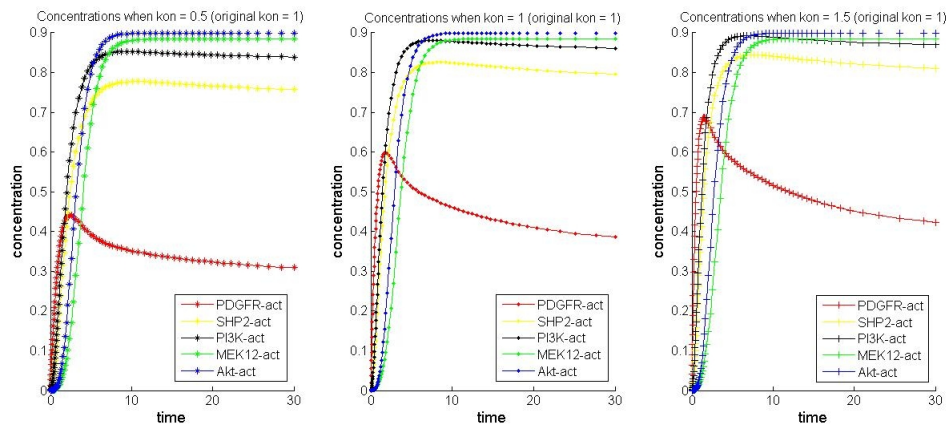 Concentrations when kon = 0.5 (original kon = 1)
0.9
0.8
0.7
0.6
0.5
0.4
0.3
0.2
0.1
0
concentration
PDGFR-act
SHP2-act
PI3K-act
MEK12-act
Akt-act
0
10
20
30
time
Concentrations when kon = 1 (original kon = 1)
0.9
0.8
0.7
0.6
0.5
0.4
0.3
0.2
0.1
0
concentration
PDGFR-act
SHP2-act
PI3K-act
MEK12-act
Akt-act
0
10
20
30
time
Concentrations when kon = 1.5 (original kon = 1)
0.9
0.8
0.7
0.6
0.5
0.4
0.3
0.2
0.1
0
concentration
PDGFR-act
SHP2-act
PI3K-act
MEK12-act
Akt-act
0
10
20
30
time